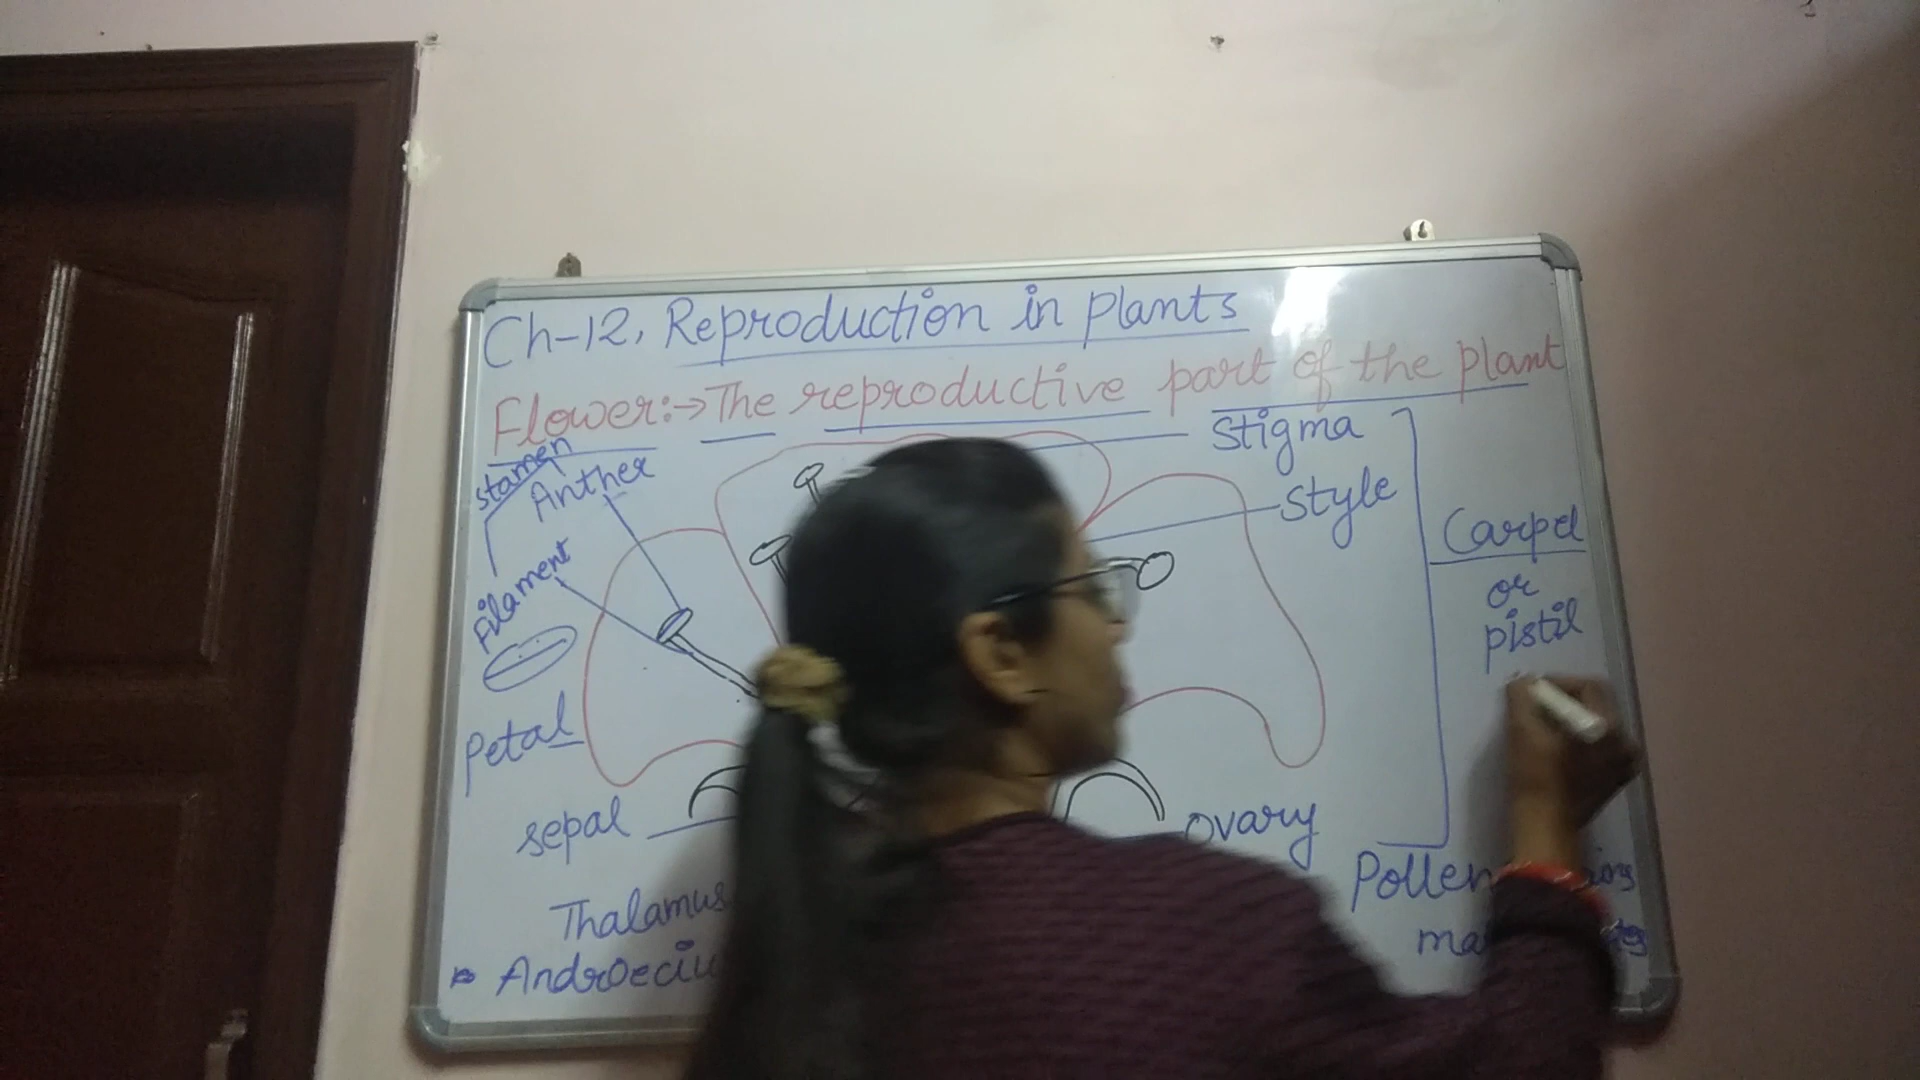 Ch-12, Reproduction in plants
Flower:→The reproductive part of the plant
Stigma
stamen
Anther
Style
Filament
Carpel
or
pistil
Petal
sepal
ovary
Thalamus
Pollen